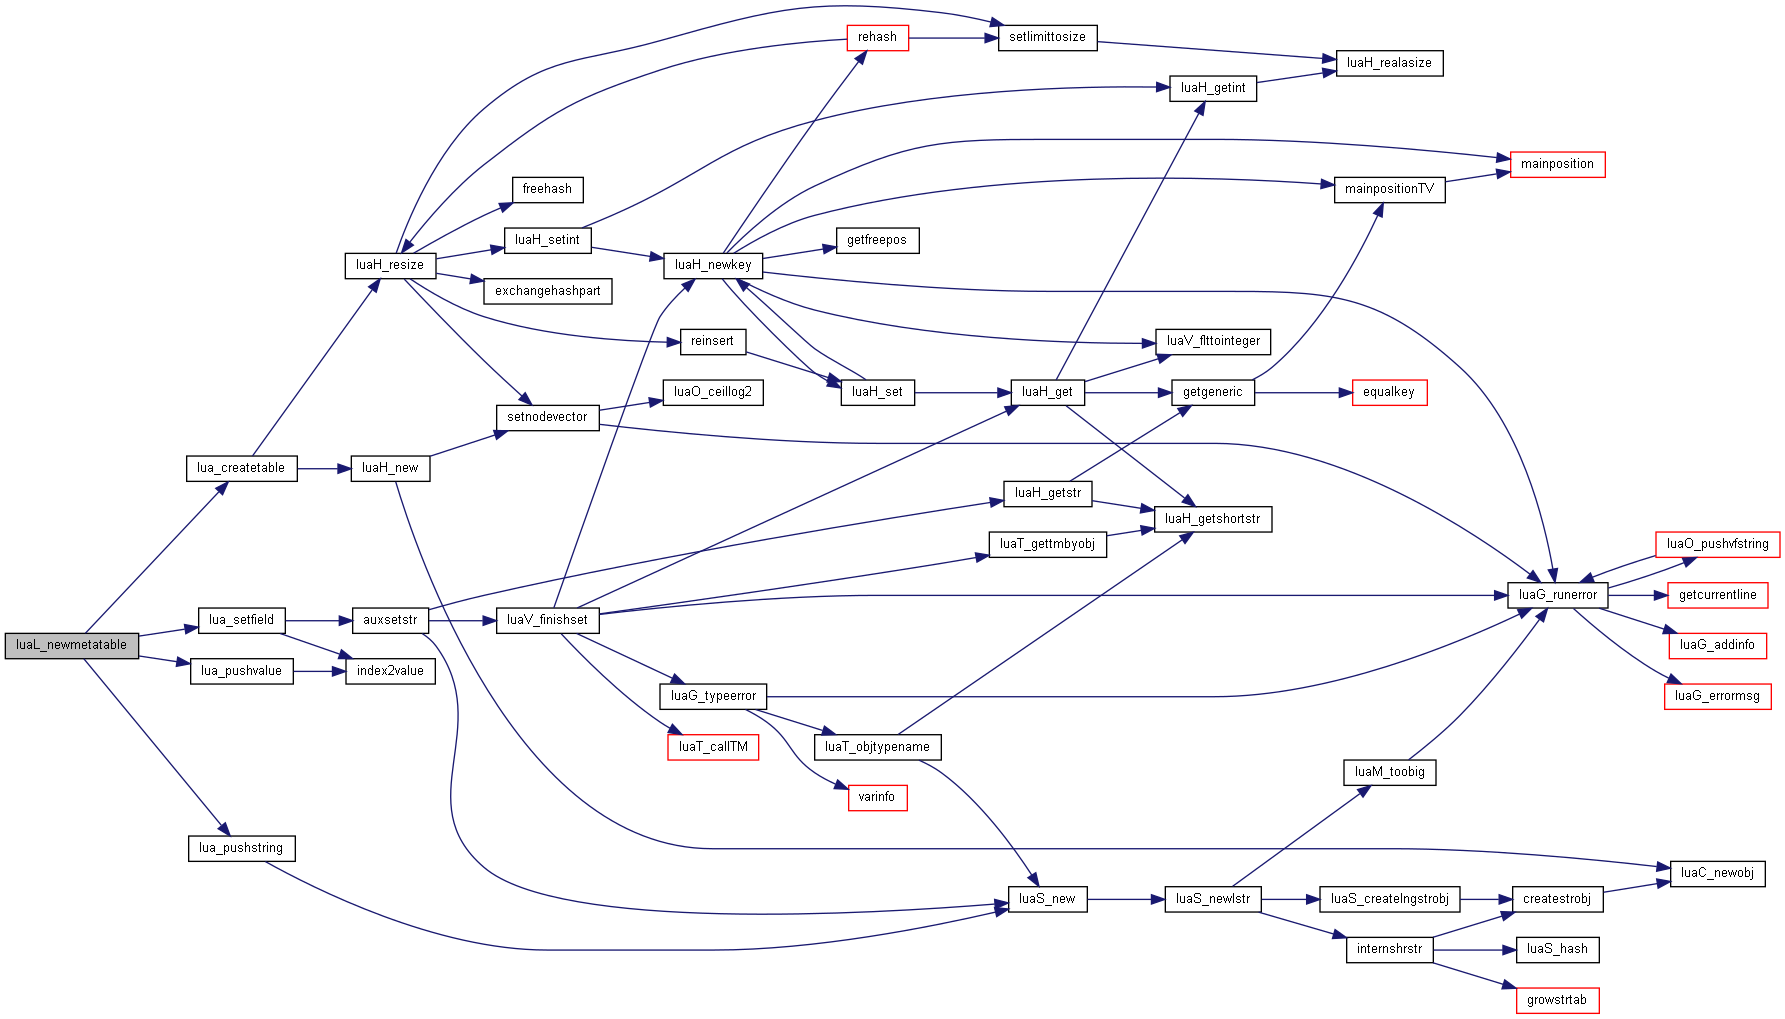 rehash
setlimittosize
luaH_realasize
luaH_getint
mainposition
freehash
mainpositionTV
luaH_setint
getfreepos
luaH_resize
luaH_newkey
exchangehashpart
reinsert
luaV_flttointeger
luaO_ceillog2
luaH_set
luaH_get
getgeneric
equalkey
setnodevector
lua_createtable
luaH_new
luaH_getstr
luaH_getshortstr
luaT_gettmbyobj
luaO_pushvfstring
luaG_runerror
getcurrentline
lua_setfield
auxsetstr
luaV_finishset
luaL_newmetatable
luaG_addinfo
lua_pushvalue
index2value
luaG_typeerror
luaG_errormsg
luaT_callTM
luaT_objtypename
luaM_toobig
varinfo
lua_pushstring
luaC_newobj
luaS_new
luaS_newlstr
luaS_createlngstrobj
createstrobj
internshrstr
luaS_hash
growstrtab